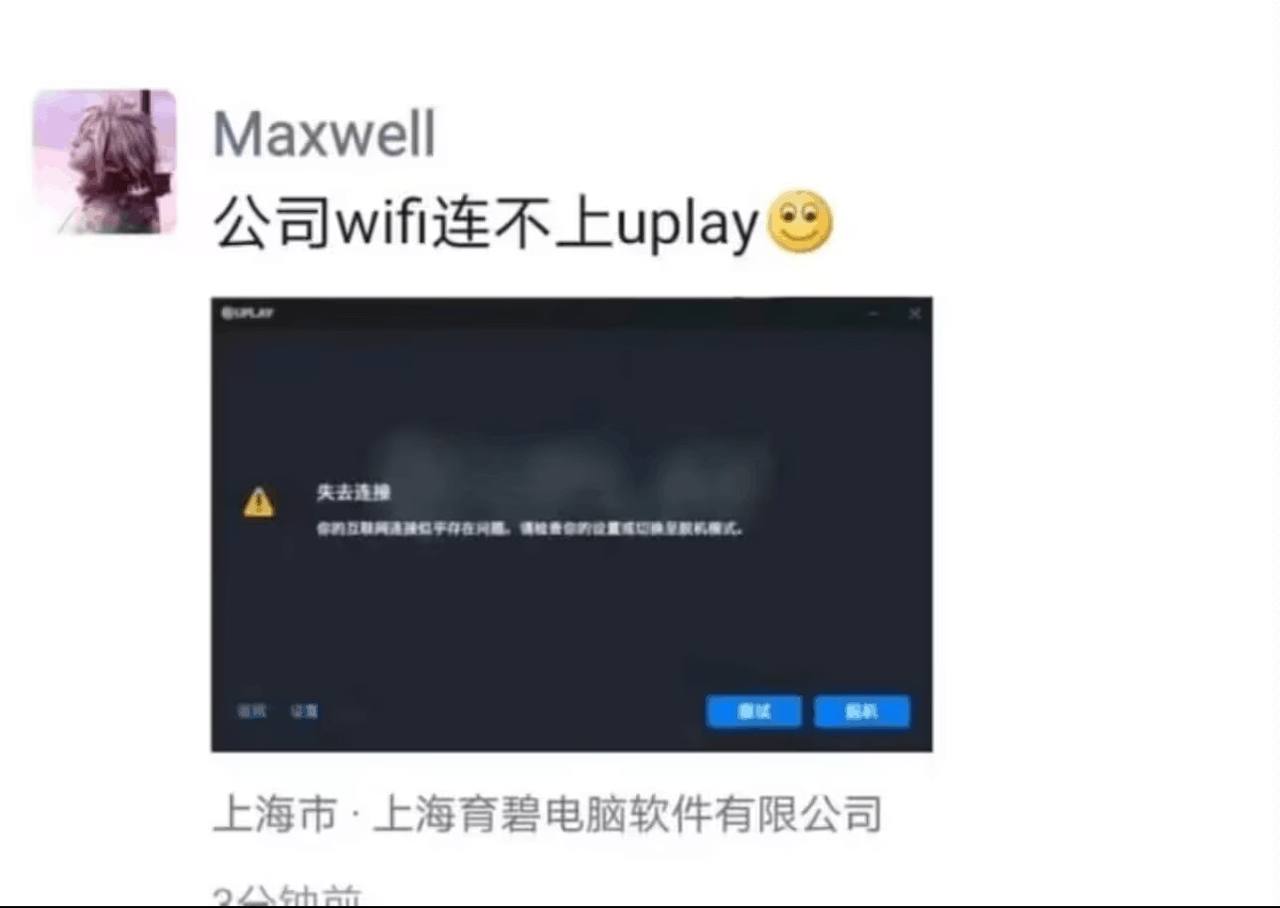 Maxwell
公司wifi连不上uplay
UPLAY
失去连接
你的互联网连接似乎存在问题。请检查你的设置或切换至脱机模式。
设置
重试
脱机
上海市 · 上海育碧电脑软件有限公司
3分钟前